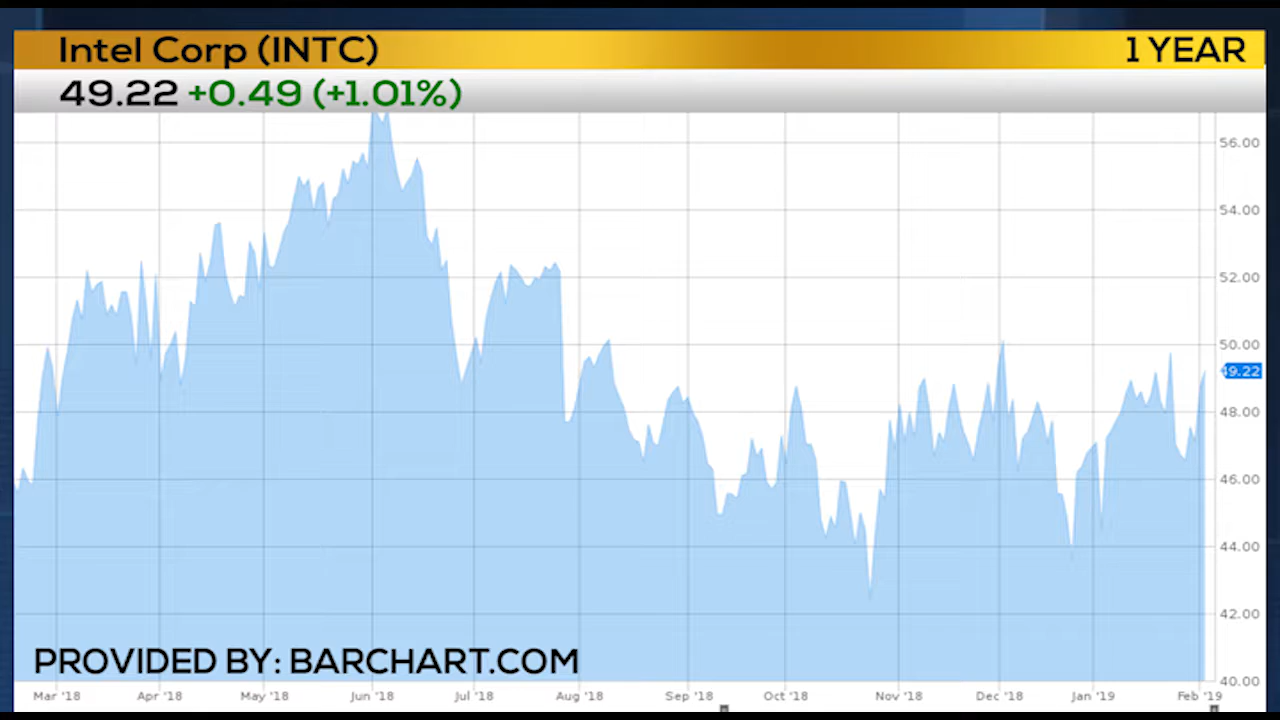 Intel Corp (INTC) 1 YEAR
49.22 +0.49 (+1.01%)
56.00
54.00
52.00
50.00
49.22
48.00
46.00
44.00
42.00
40.00
PROVIDED BY: BARCHART.COM
Mar '18 Apr '18 May '18 Jun '18 Jul '18 Aug '18 Sep '18 Oct '18 Nov '18 Dec '18 Jan '19 Feb '19